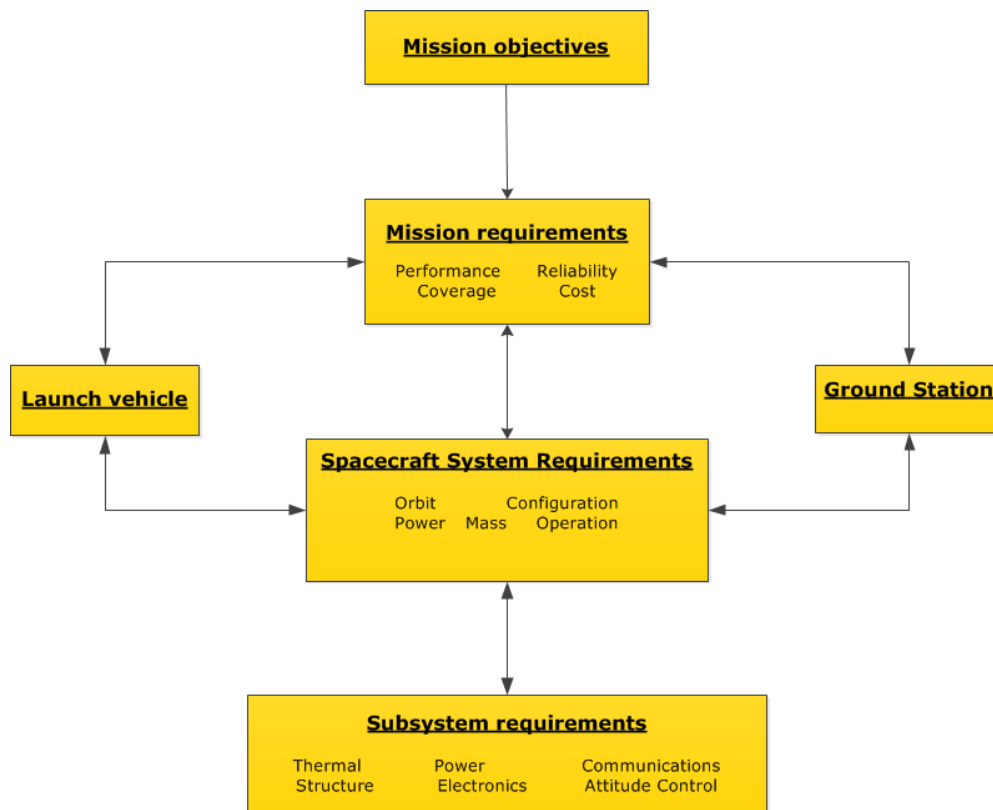 Mission objectives
Mission requirements
Performance Reliability
Coverage Cost
Launch vehicle
Ground Station
Spacecraft System Requirements
Orbit Configuration
Power Mass Operation
Subsystem requirements
Thermal Power Communications
Structure Electronics Attitude Control